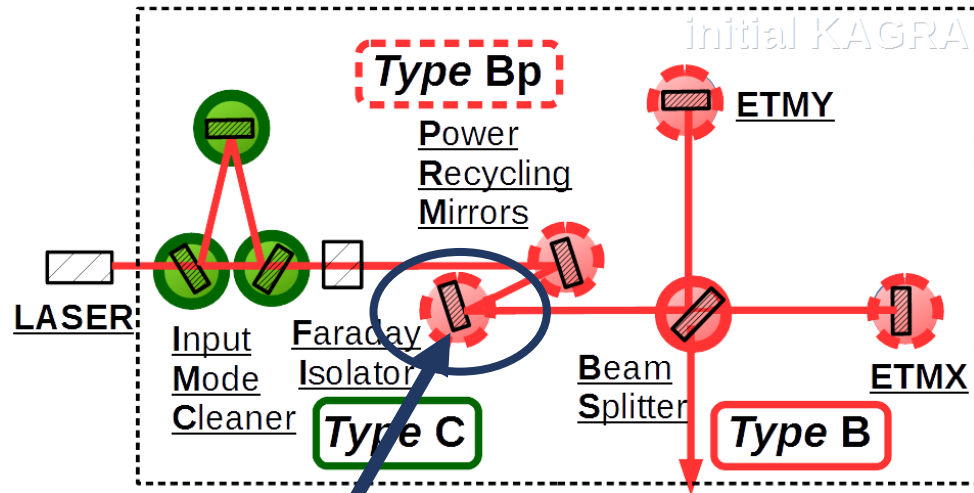 initial KAGRA
Type Bp
ETMY
Power
Recycling
Mirrors
LASER
Input
Mode
Cleaner
Faraday
Isolator
Beam
Splitter
ETMX
Type C
Type B